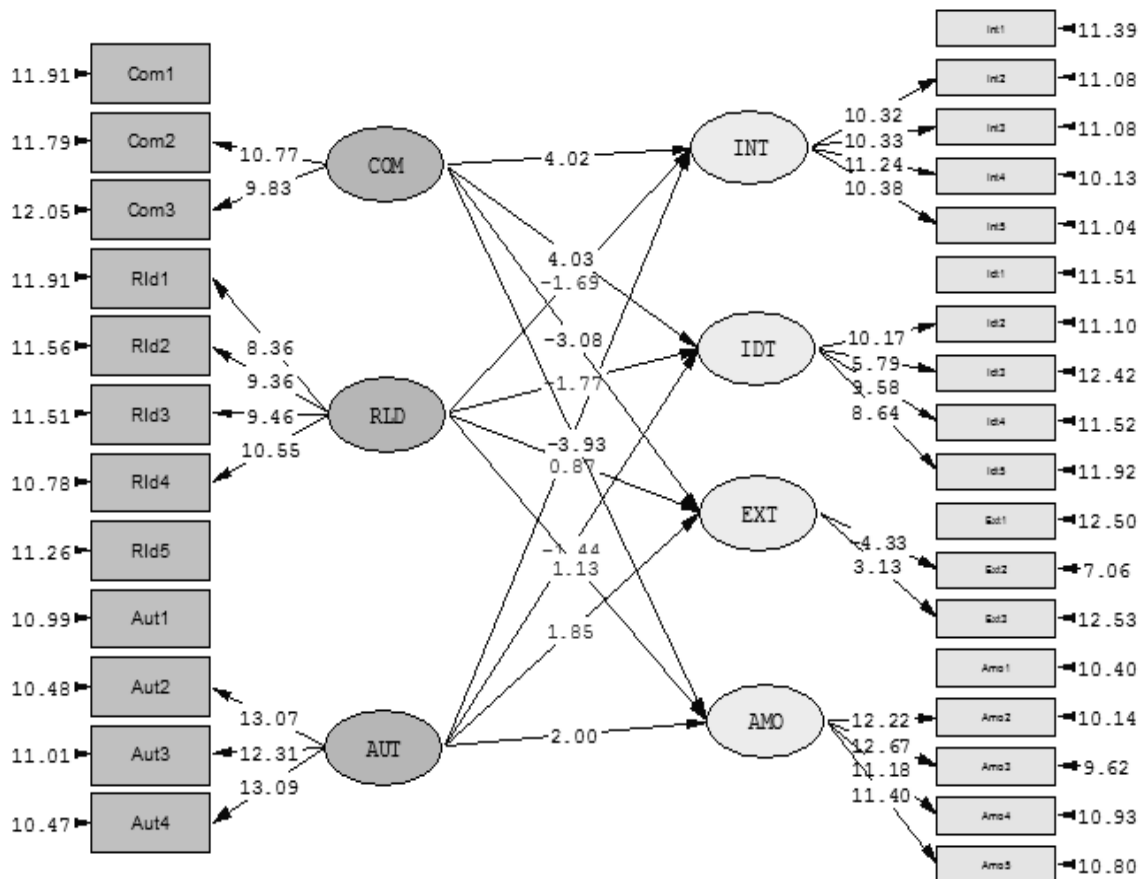 11.91 Com1
11.79 Com2
12.05 Com3
11.91 Rld1
11.56 Rld2
11.51 Rld3
10.78 Rld4
11.26 Rld5
10.99 Aut1
10.48 Aut2
11.01 Aut3
10.47 Aut4
10.77
9.83
8.36
9.36
9.46
10.55
13.07
12.31
13.09
COM
RLD
AUT
4.02
4.03
-1.69
-3.08
-1.77
-3.93
0.87
-1.44
1.13
1.85
-2.00
INT
IDT
EXT
AMO
10.32
10.33
11.24
10.38
10.17
5.79
9.58
8.64
-4.33
3.13
12.22
12.67
11.18
11.40
Int1 11.39
Int2 11.08
Int3 11.08
Int4 10.13
Int5 11.04
Idt1 11.51
Idt2 11.10
Idt3 12.42
Idt4 11.52
Idt5 11.92
Ext1 12.50
Ext2 7.06
Ext3 12.53
Amo1 10.40
Amo2 10.14
Amo3 9.62
Amo4 10.93
Amo5 10.80